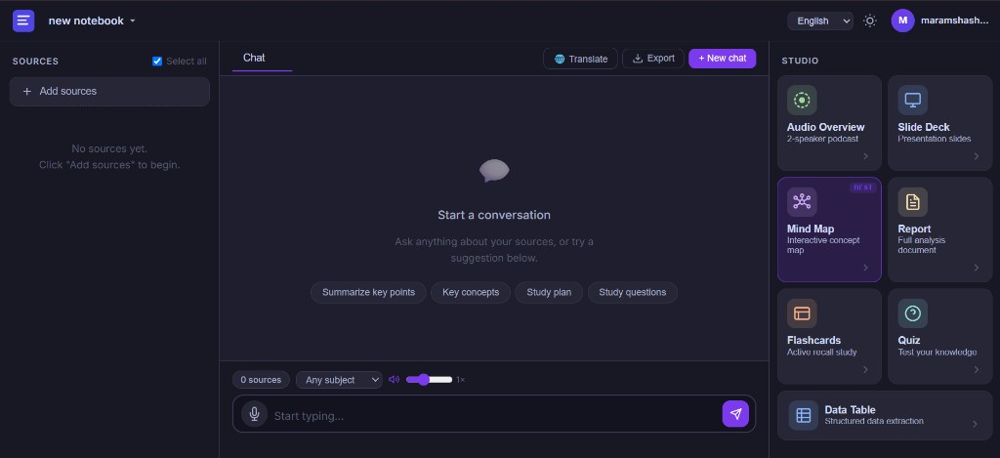 new notebook
English
M
maramshash...
SOURCES
Select all
+ Add sources
No sources yet.
Click "Add sources" to begin.
Chat
Translate
Export
+ New chat
Start a conversation
Ask anything about your sources, or try a
suggestion below.
Summarize key points
Key concepts
Study plan
Study questions
0 sources
Any subject
1×
Start typing...
STUDIO
Audio Overview
2-speaker podcast
Slide Deck
Presentation slides
BEST
Mind Map
Interactive concept
map
Report
Full analysis
document
Flashcards
Active recall study
Quiz
Test your knowledge
Data Table
Structured data extraction